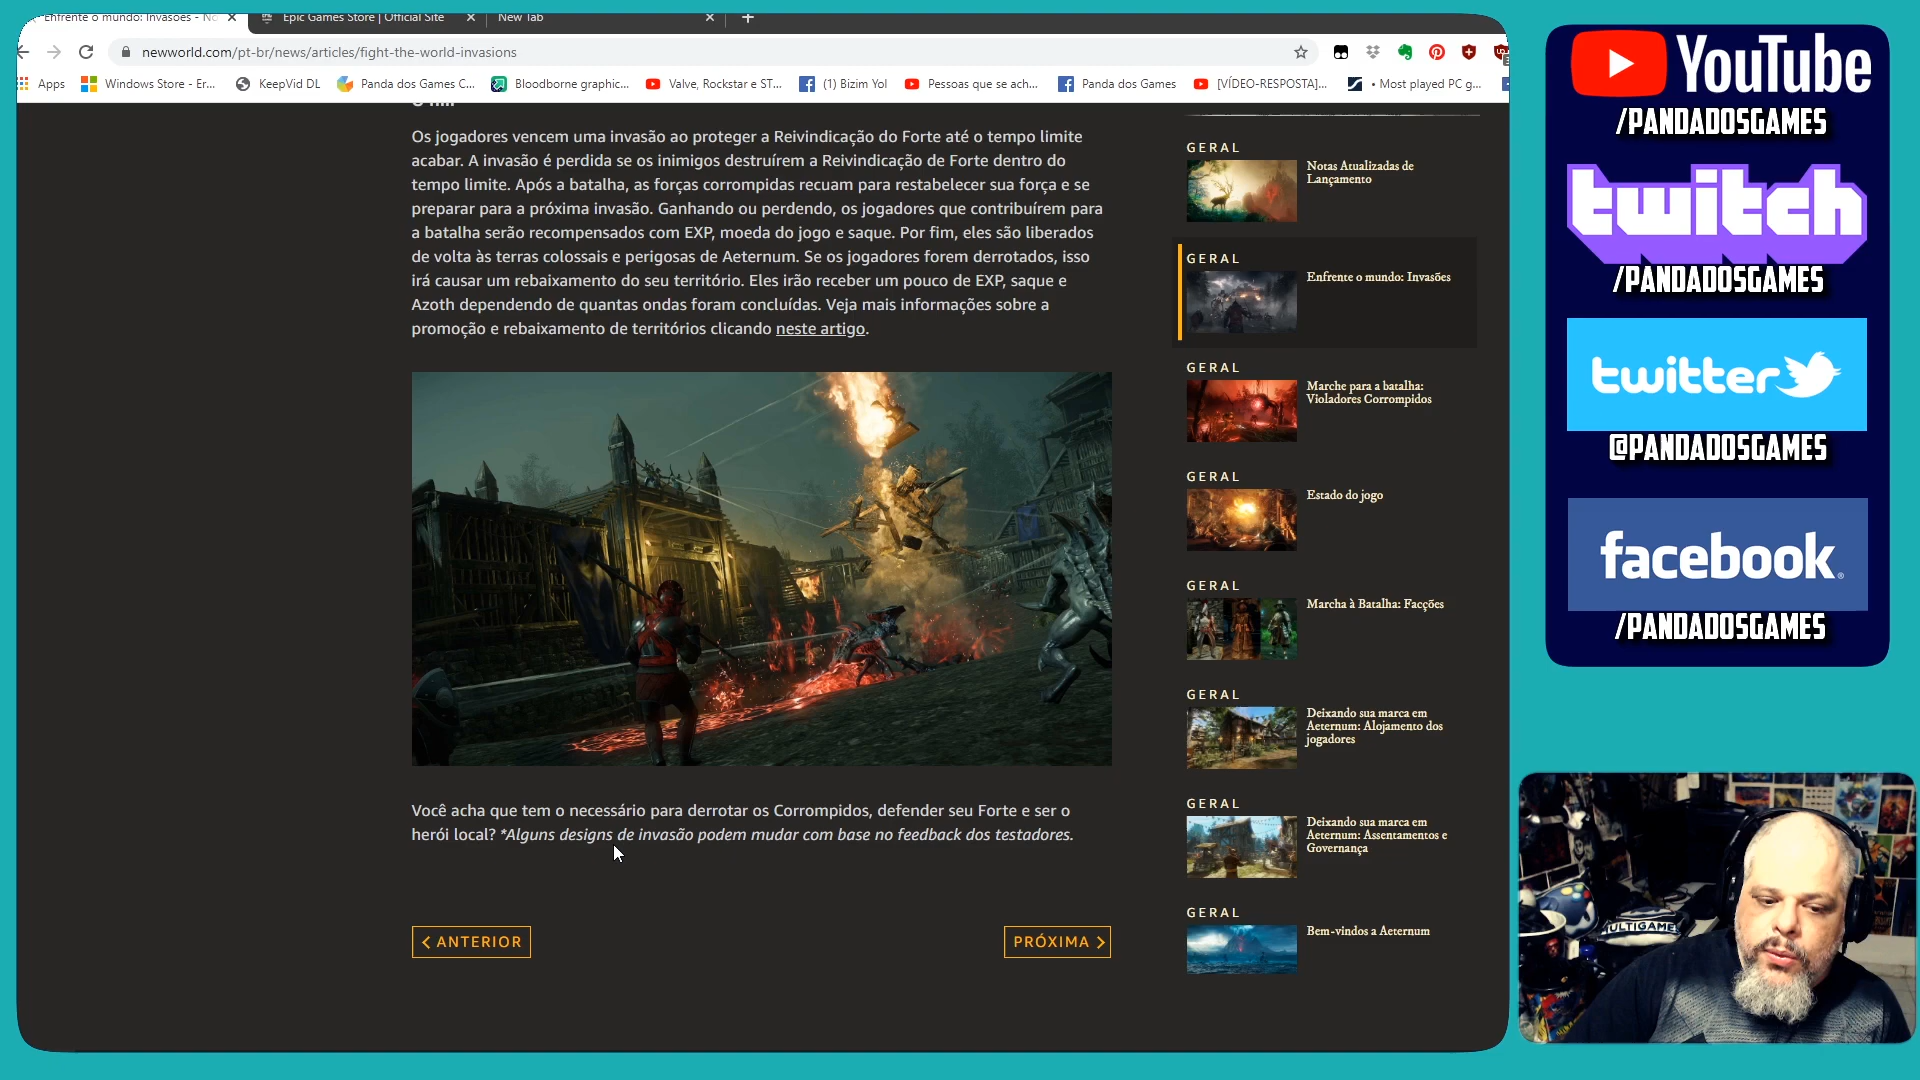 Enfrente o mundo: Invasões - No
Epic Games Store | Official Site
New Tab
newworld.com/pt-br/news/articles/fight-the-world-invasions
Apps
Windows Store - Er...
KeepVid DL
Panda dos Games C...
Bloodborne graphic...
Valve, Rockstar e ST...
(1) Bizim Yol
Pessoas que se ach...
Panda dos Games
[VÍDEO-RESPOSTA]...
• Most played PC g...
Os jogadores vencem uma invasão ao proteger a Reivindicação do Forte até o tempo limite
acabar. A invasão é perdida se os inimigos destruírem a Reivindicação de Forte dentro do
tempo limite. Após a batalha, as forças corrompidas recuam para restabelecer sua força e se
preparar para a próxima invasão. Ganhando ou perdendo, os jogadores que contribuírem para
a batalha serão recompensados com EXP, moeda do jogo e saque. Por fim, eles são liberados
de volta às terras colossais e perigosas de Aeternum. Se os jogadores forem derrotados, isso
irá causar um rebaixamento do seu território. Eles irão receber um pouco de EXP, saque e
Azoth dependendo de quantas ondas foram concluídas. Veja mais informações sobre a
promoção e rebaixamento de territórios clicando neste artigo.
Você acha que tem o necessário para derrotar os Corrompidos, defender seu Forte e ser o
herói local? *Alguns designs de invasão podem mudar com base no feedback dos testadores.
ANTERIOR
PRÓXIMA
GERAL
Notas Atualizadas de
Lançamento
GERAL
Enfrente o mundo: Invasões
GERAL
Marche para a batalha:
Violadores Corrompidos
GERAL
Estado do jogo
GERAL
Marcha à Batalha: Facções
GERAL
Deixando sua marca em
Aeternum: Alojamento dos
jogadores
GERAL
Deixando sua marca em
Aeternum: Assentamentos e
Governança
GERAL
Bem-vindos a Aeternum
YouTube
/PANDADOSGAMES
twitch
/PANDADOSGAMES
twitter
@PANDADOSGAMES
facebook
/PANDADOSGAMES
ULTIGAME